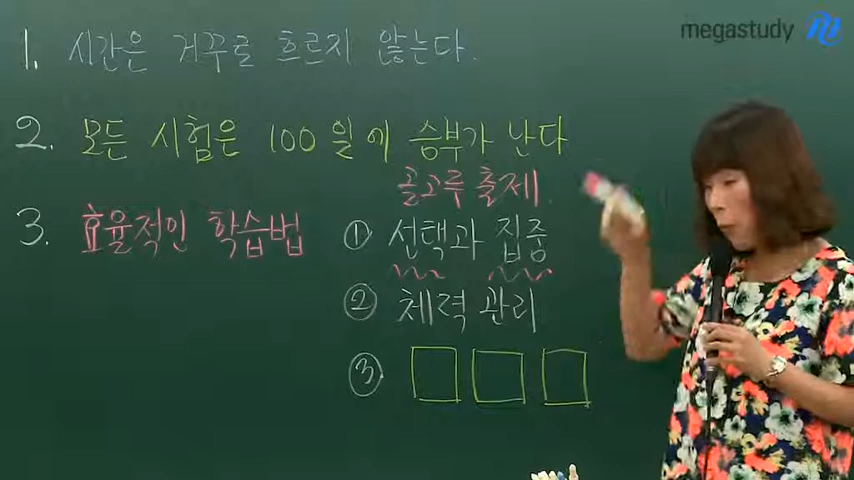 megastudy
1. 시간은 거꾸로 흐르지 않는다.
2. 모든 시험은 100일에 승부가 난다
골고루 출제.
3. 효율적인 학습법 ① 선택과 집중
② 체력 관리
③